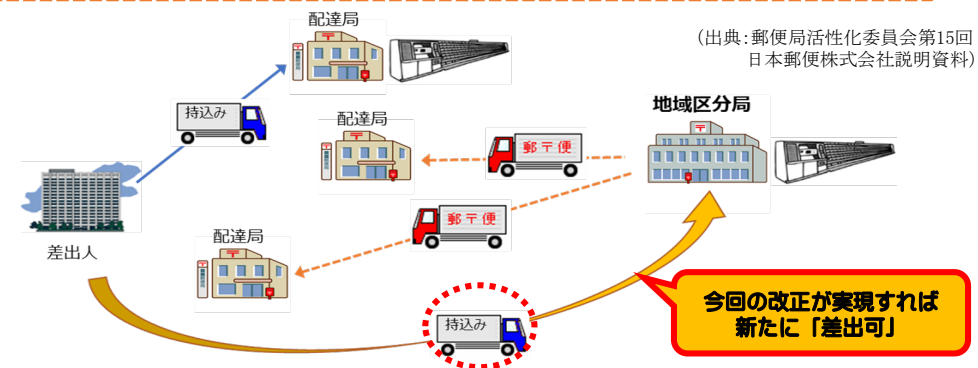 配達局
(出典:郵便局活性化委員会第15回
日本郵便株式会社説明資料)
持込み
配達局
地域区分局
郵〒便
差出人
郵〒便
配達局
持込み
今回の改正が実現すれば
新たに「差出可」